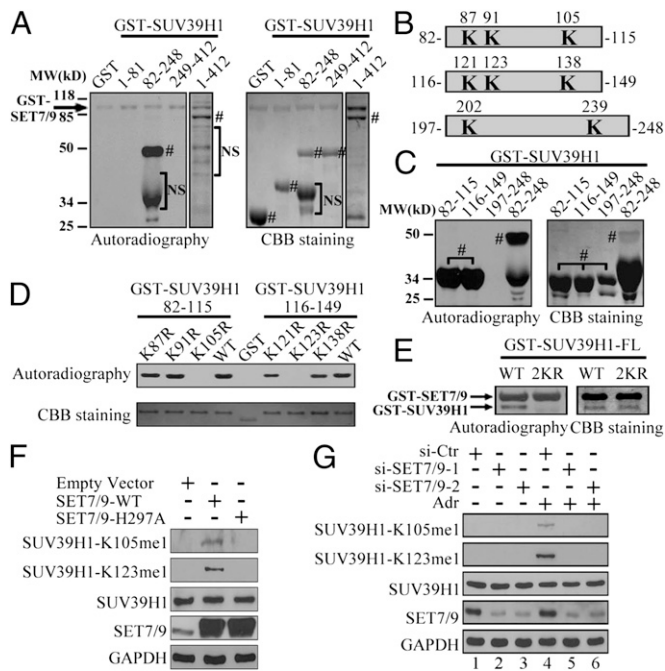 A
GST-SUV39H1
GST-SUV39H1
GST
1-81
82-248
249-412
1-412
GST
1-81
82-248
249-412
1-412
MW(kD)
118
GST-
SET7/9
85
50
34
25
#
#
NS
NS
#
#
#
#
#
NS
Autoradiography
CBB staining
B
87 91 105
82- K K K -115
121 123 138
116- K K K -149
202 239
197- K K -248
C
GST-SUV39H1
82-115
116-149
197-248
82-248
82-115
116-149
197-248
82-248
MW(kD)
50
34
25
#
#
#
#
Autoradiography
CBB staining
D
GST-SUV39H1
82-115
GST-SUV39H1
116-149
K87R
K91R
K105R
WT
GST
K121R
K123R
K138R
WT
Autoradiography
CBB staining
E
GST-SUV39H1-FL
WT 2KR WT 2KR
GST-SET7/9
GST-SUV39H1
Autoradiography
CBB staining
F
Empty Vector +
SET7/9-WT +
SET7/9-H297A +
SUV39H1-K105me1
SUV39H1-K123me1
SUV39H1
SET7/9
GAPDH
G
si-Ctr + +
si-SET7/9-1 + +
si-SET7/9-2 + +
Adr + + +
SUV39H1-K105me1
SUV39H1-K123me1
SUV39H1
SET7/9
GAPDH
1 2 3 4 5 6